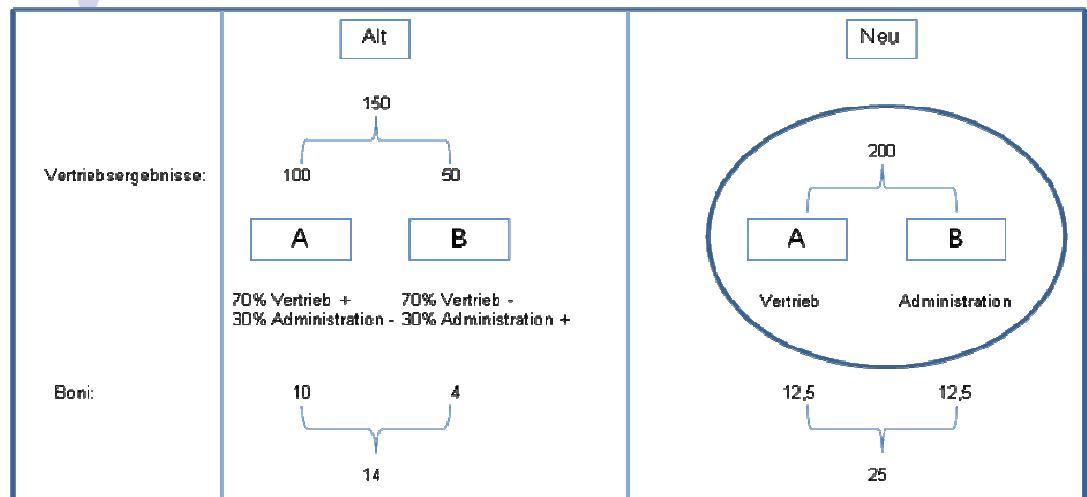 Alt
Neu
150
200
Vertriebsergebnisse:
100
50
A
B
A
B
70% Vertrieb +
30% Administration -
70% Vertrieb -
30% Administration +
Vertrieb
Administration
Boni:
10
4
12,5
12,5
14
25